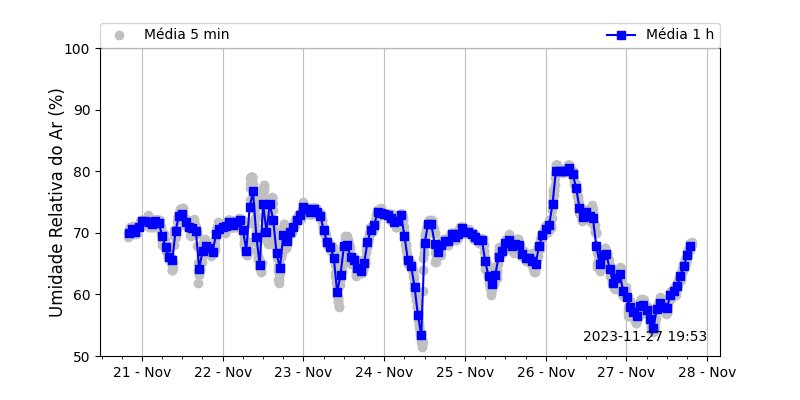 Média 5 min
Média 1 h
Umidade Relativa do Ar (%)
100
90
80
70
60
50
2023-11-27 19:53
21 - Nov
22 - Nov
23 - Nov
24 - Nov
25 - Nov
26 - Nov
27 - Nov
28 - Nov